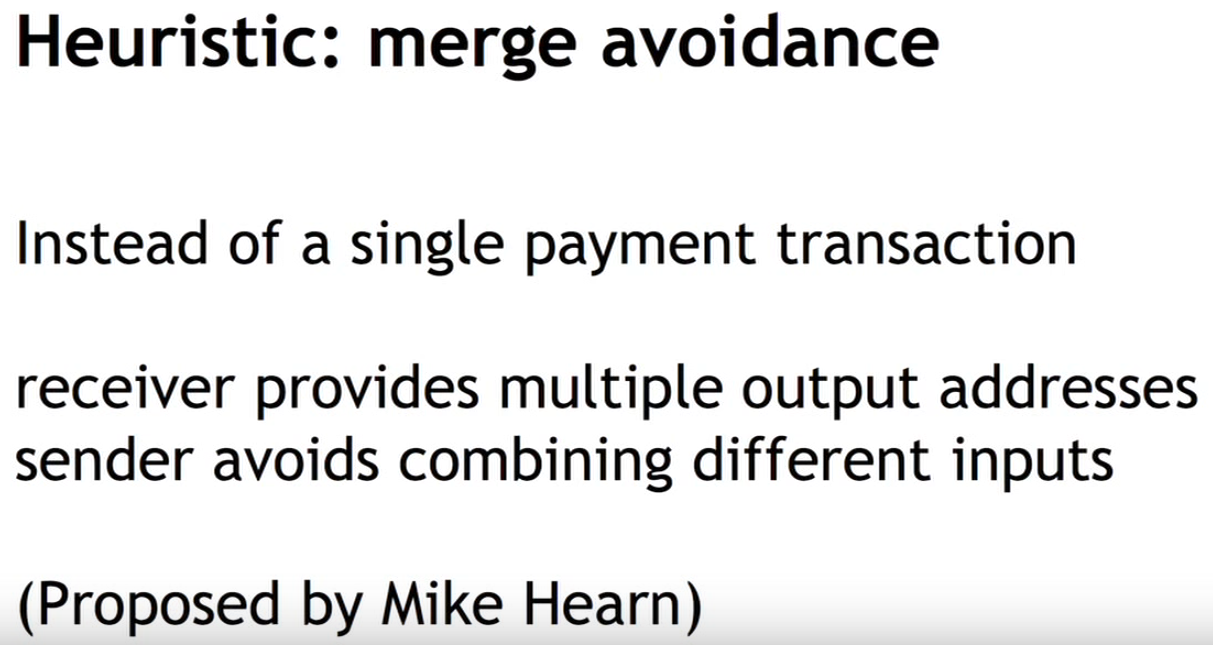 Heuristic: merge avoidance
Instead of a single payment transaction
receiver provides multiple output addresses
sender avoids combining different inputs
(Proposed by Mike Hearn)